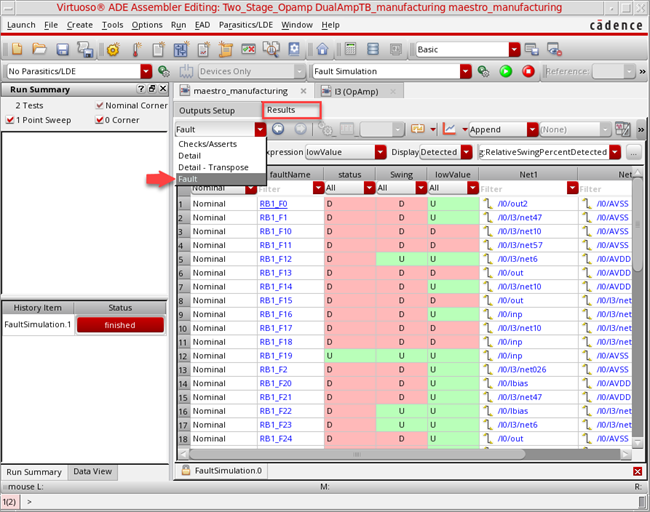 Virtuoso® ADE Assembler Editing: Two_Stage_Opamp DualAmpTB_manufacturing maestro_manufacturing
Launch File Create Tools Options Run EAD Parasitics/LDE Window Help
cādence
Basic
No Parasitics/LDE Devices Only Fault Simulation Reference:
Run Summary
2 Tests Nominal Corner
1 Point Sweep 0 Corner
History Item Status
FaultSimulation.1 finished
Run Summary Data View
maestro_manufacturing I3 (OpAmp)
Outputs Setup Results
Fault Append (None)
Checks/Asserts
Detail
Detail - Transpose
Fault
xpression lowValue Display Detected g:RelativeSwingPercentDetected ...
faultName status Swing lowValue Net1 Net
Nominal Filter All All All Filter Filter
1 Nominal RB1_F0 D D U /I0/out2 /I0/AVSS
2 Nominal RB1_F1 D D U /I0/I3/net47 /I0/AVSS
3 Nominal RB1_F10 D D D /I0/I3/net10 /I0/AVSS
4 Nominal RB1_F11 D D D /I0/I3/net57 /I0/AVSS
5 Nominal RB1_F12 D U U /I0/I3/net6 /I0/AVDD
6 Nominal RB1_F13 D D D /I0/out /I0/AVDD
7 Nominal RB1_F14 D D U /I0/I3/net10 /I0/AVDD
8 Nominal RB1_F15 D D D /I0/out /I0/I3/net
9 Nominal RB1_F16 D D U /I0/inp /I0/I3/net
10 Nominal RB1_F17 D D D /I0/I3/net10 /I0/I3/net
11 Nominal RB1_F18 D D D /I0/inp /I0/I3/net
12 Nominal RB1_F19 U U U /I0/inp /I0/AVSS
13 Nominal RB1_F2 D D U /I0/I3/net026 /I0/AVSS
14 Nominal RB1_F20 D D U /I0/Ibias /I0/AVDD
15 Nominal RB1_F21 D D U /I0/I3/net47 /I0/AVDD
16 Nominal RB1_F22 D U U /I0/Ibias /I0/I3/net
17 Nominal RB1_F23 D U U /I0/I3/net6 /I0/AVSS
18 Nominal RB1_F24 D D U /I0/out /I0/AVSS
FaultSimulation.0
mouse L: M: R:
1(2) >